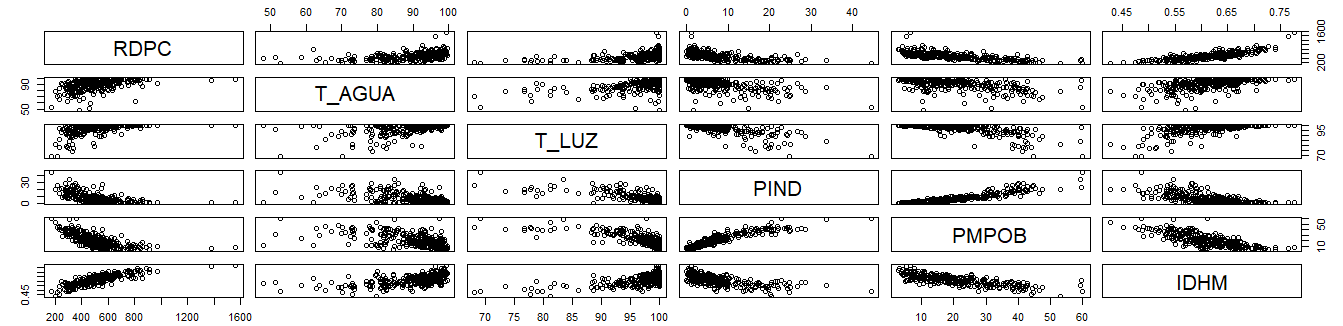 50 60 70 80 90 100
0 10 20 30 40
0.45 0.55 0.65 0.75
RDPC
200 1600
50 90
T_AGUA
T_LUZ
70 95
0 30
PIND
PMPOB
10 50
0.45
IDHM
200 400 600 800 1200 1600
70 75 80 85 90 95 100
10 20 30 40 50 60